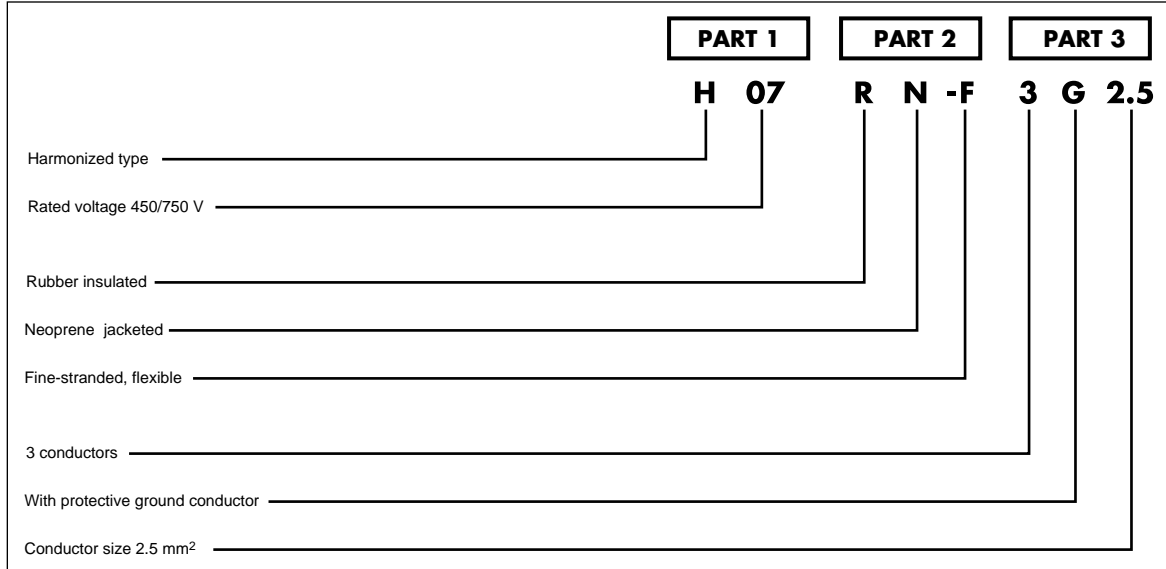 PART 1 PART 2 PART 3
H 07 R N -F 3 G 2.5
Harmonized type
Rated voltage 450/750 V
Rubber insulated
Neoprene jacketed
Fine-stranded, flexible
3 conductors
With protective ground conductor
Conductor size 2.5 mm²